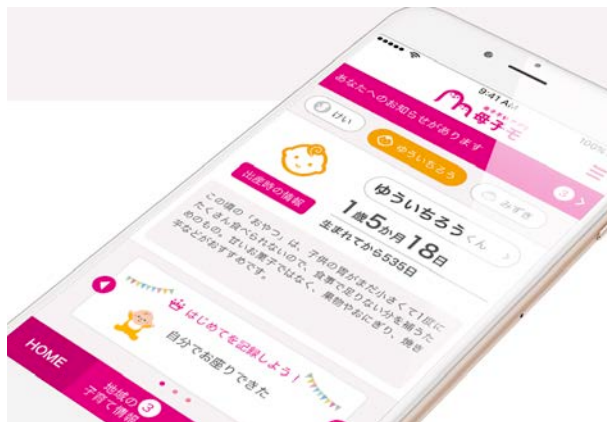 9:41 AM
100%
母子モ
あなたへのお知らせがあります
3
けい
ゆういちろう
みずき
ゆういちろうくん
1歳5か月18日
生まれてから535日
出産時の情報
この頃の「おやつ」は、子供の胃がまだ小さくて1度に
たくさん食べられないので、食事で足りない分を補うた
めのもの。甘いお菓子ではなく、果物やおにぎり、焼き
芋などがおすすめです。
はじめてを記録しよう！
自分でお座りできた
HOME
地域の
子育て情報
3